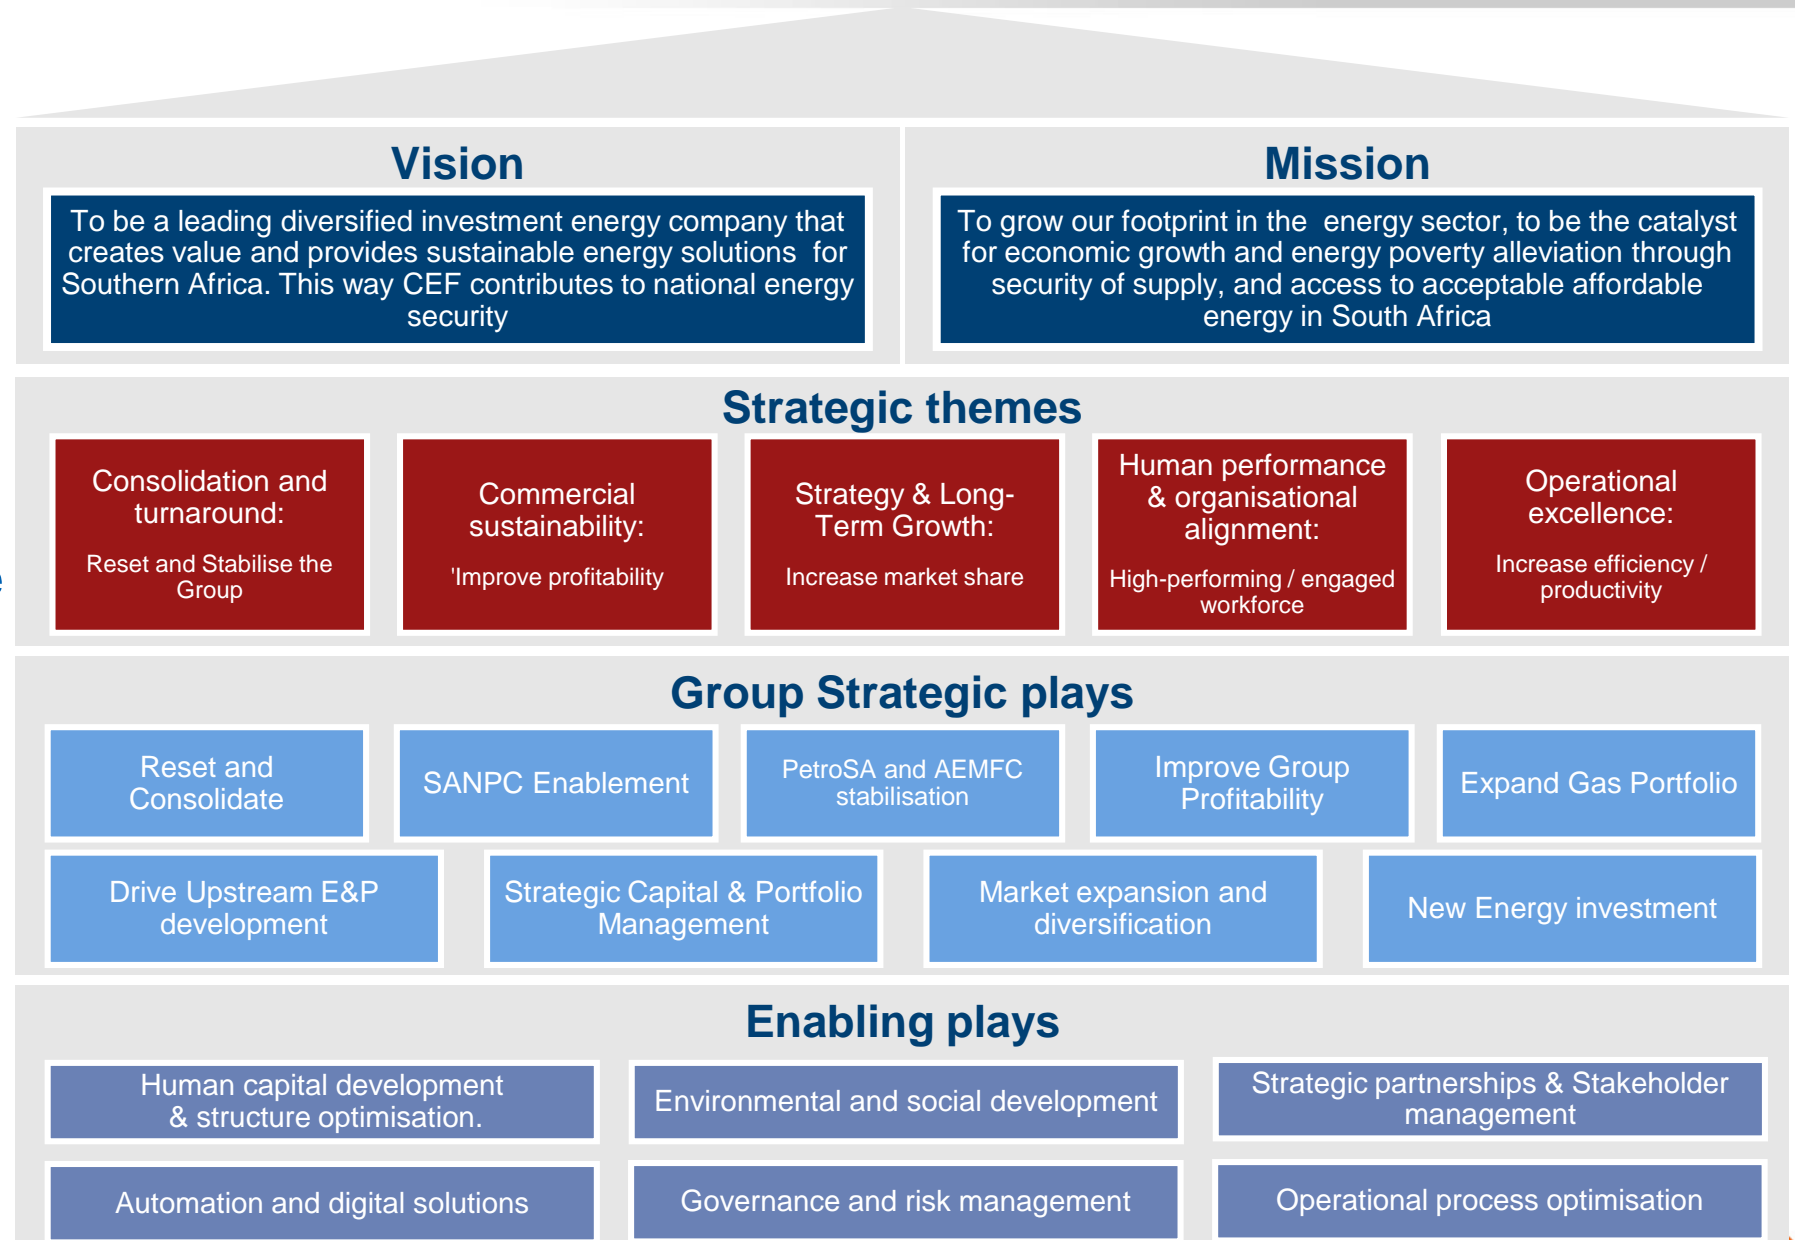 Vision
To be a leading diversified investment energy company that
creates value and provides sustainable energy solutions for
Southern Africa. This way CEF contributes to national energy
security
Mission
To grow our footprint in the energy sector, to be the catalyst
for economic growth and energy poverty alleviation through
security of supply, and access to acceptable affordable
energy in South Africa
Strategic themes
Consolidation and
turnaround:
Reset and Stabilise the
Group
Commercial
sustainability:
'Improve profitability
Strategy & Long-
Term Growth:
Increase market share
Human performance
& organisational
alignment:
High-performing / engaged
workforce
Operational
excellence:
Increase efficiency /
productivity
Group Strategic plays
Reset and
Consolidate
SANPC Enablement
PetroSA and AEMFC
stabilisation
Improve Group
Profitability
Expand Gas Portfolio
Drive Upstream E&P
development
Strategic Capital & Portfolio
Management
Market expansion and
diversification
New Energy investment
Enabling plays
Human capital development
& structure optimisation.
Environmental and social development
Strategic partnerships & Stakeholder
management
Automation and digital solutions
Governance and risk management
Operational process optimisation